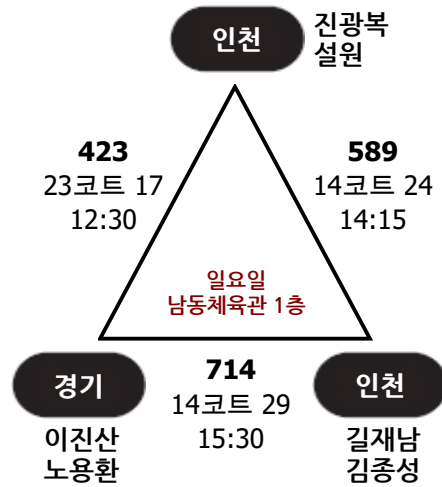 인천
진광복
설원
423
23코트 17
12:30
589
14코트 24
14:15
일요일
남동체육관 1층
경기
이진산
노용환
714
14코트 29
15:30
인천
길재남
김종성